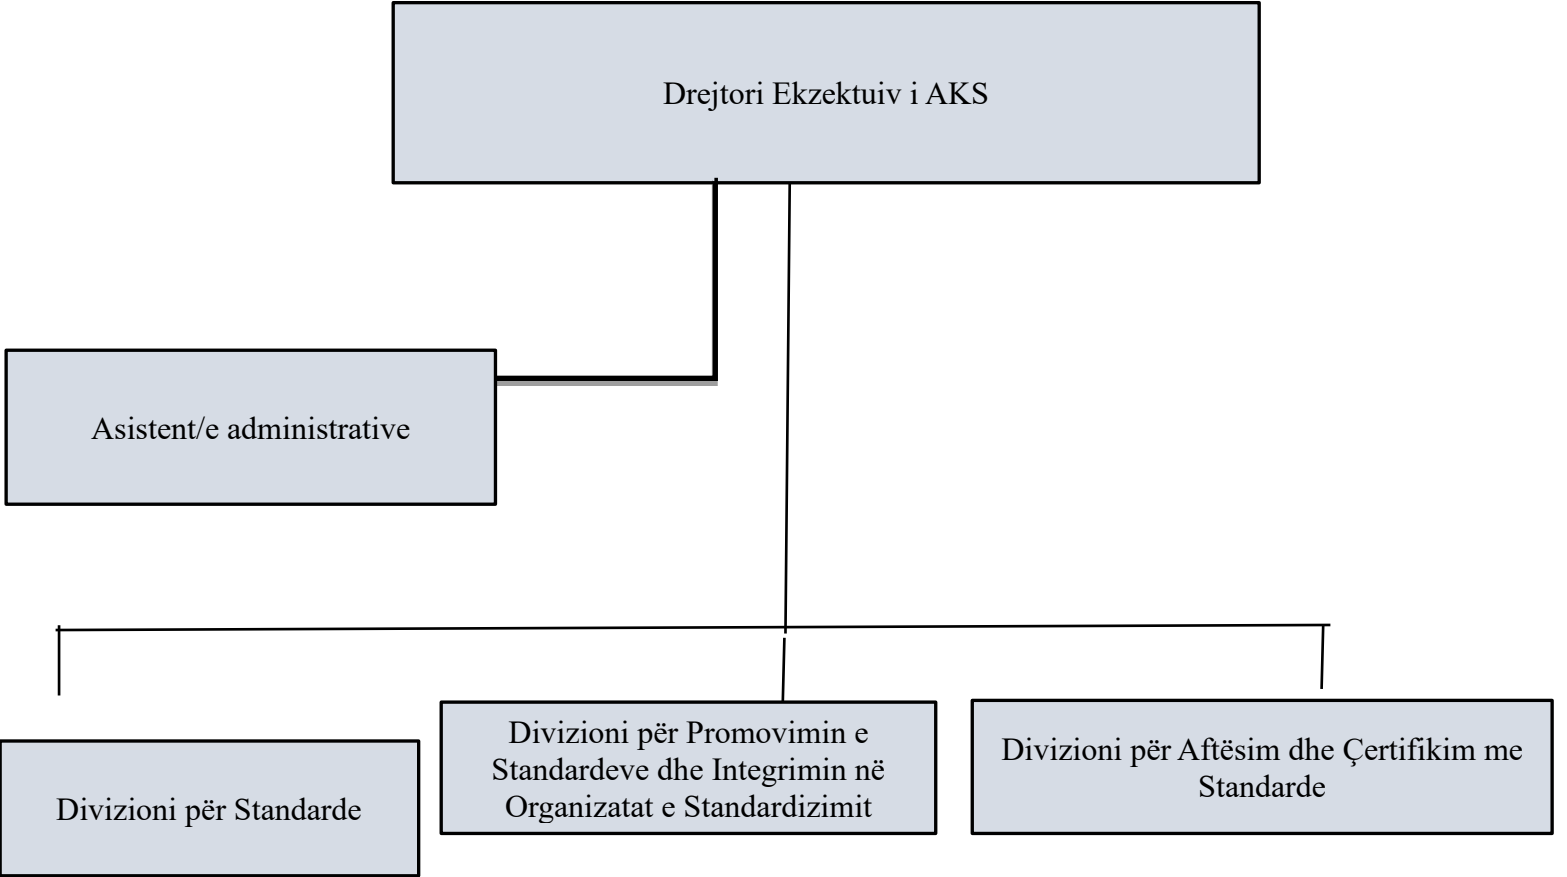 Drejtori Ekzektuiv i AKS
Asistent/e administrative
Divizioni për Standarde
Divizioni për Promovimin e
Standardeve dhe Integrimin në
Organizatat e Standardizimit
Divizioni për Aftësim dhe Çertifikim me
Standarde